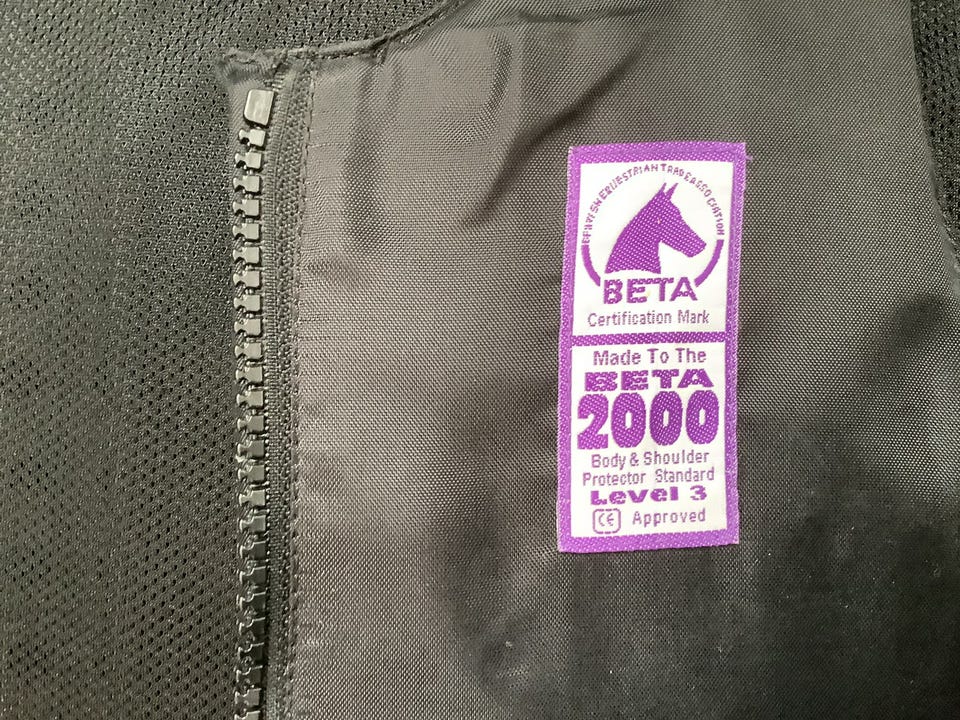 BRITISH EQUESTRIAN TRADE ASSOCIATION
BETA
Certification Mark
Made To The
BETA
2000
Body & Shoulder
Protector Standard
Level 3
CE Approved